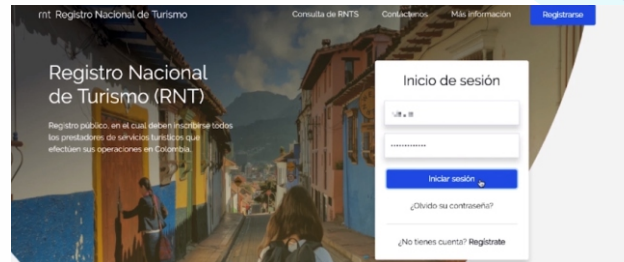 rnt Registro Nacional de Turismo
Consulta de RNTS
Contáctenos
Más información
Registrarse
Registro Nacional
de Turismo (RNT)
Registro público, en el cual deben inscribirse todos
los prestadores de servicios turísticos que
efectúen sus operaciones en Colombia.
Inicio de sesión
Iniciar sesión
¿Olvido su contraseña?
¿No tienes cuenta? Regístrate